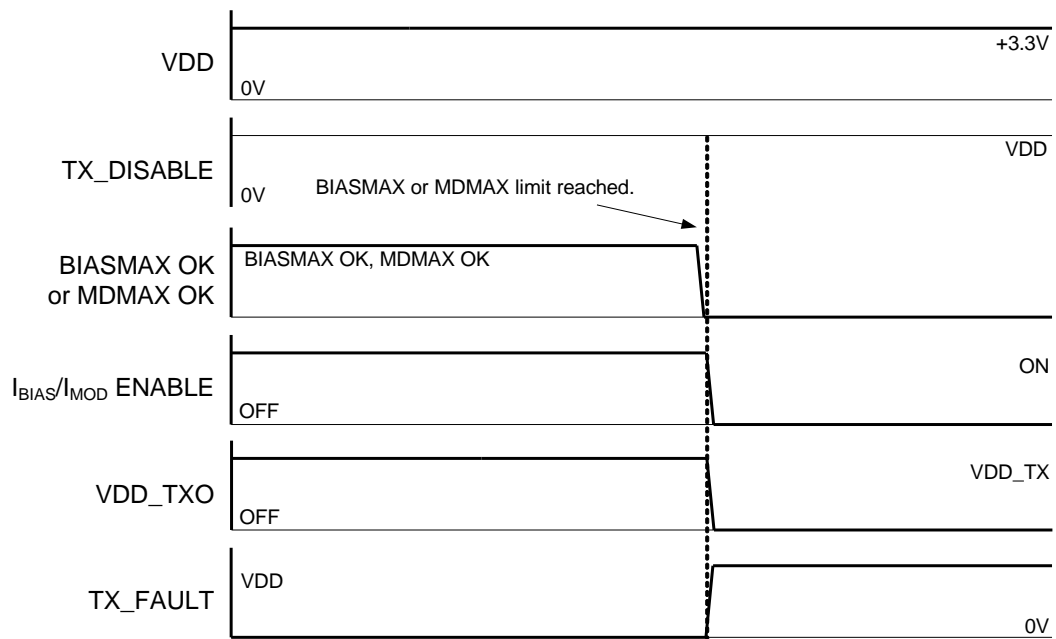 VDD
+3.3V
0V
TX_DISABLE
VDD
0V
BIASMAX or MDMAX limit reached.
BIASMAX OK
or MDMAX OK
BIASMAX OK, MDMAX OK
IBIAS/IMOD ENABLE
ON
OFF
VDD_TXO
VDD_TX
OFF
TX_FAULT
VDD
0V